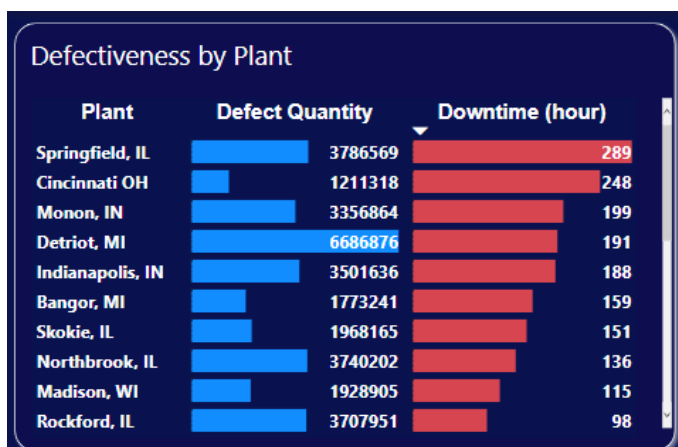 Defectiveness by Plant
Plant Defect Quantity Downtime (hour)
Springfield, IL 3786569 289
Cincinnati OH 1211318 248
Monon, IN 3356864 199
Detriot, MI 6686876 191
Indianapolis, IN 3501636 188
Bangor, MI 1773241 159
Skokie, IL 1968165 151
Northbrook, IL 3740202 136
Madison, WI 1928905 115
Rockford, IL 3707951 98